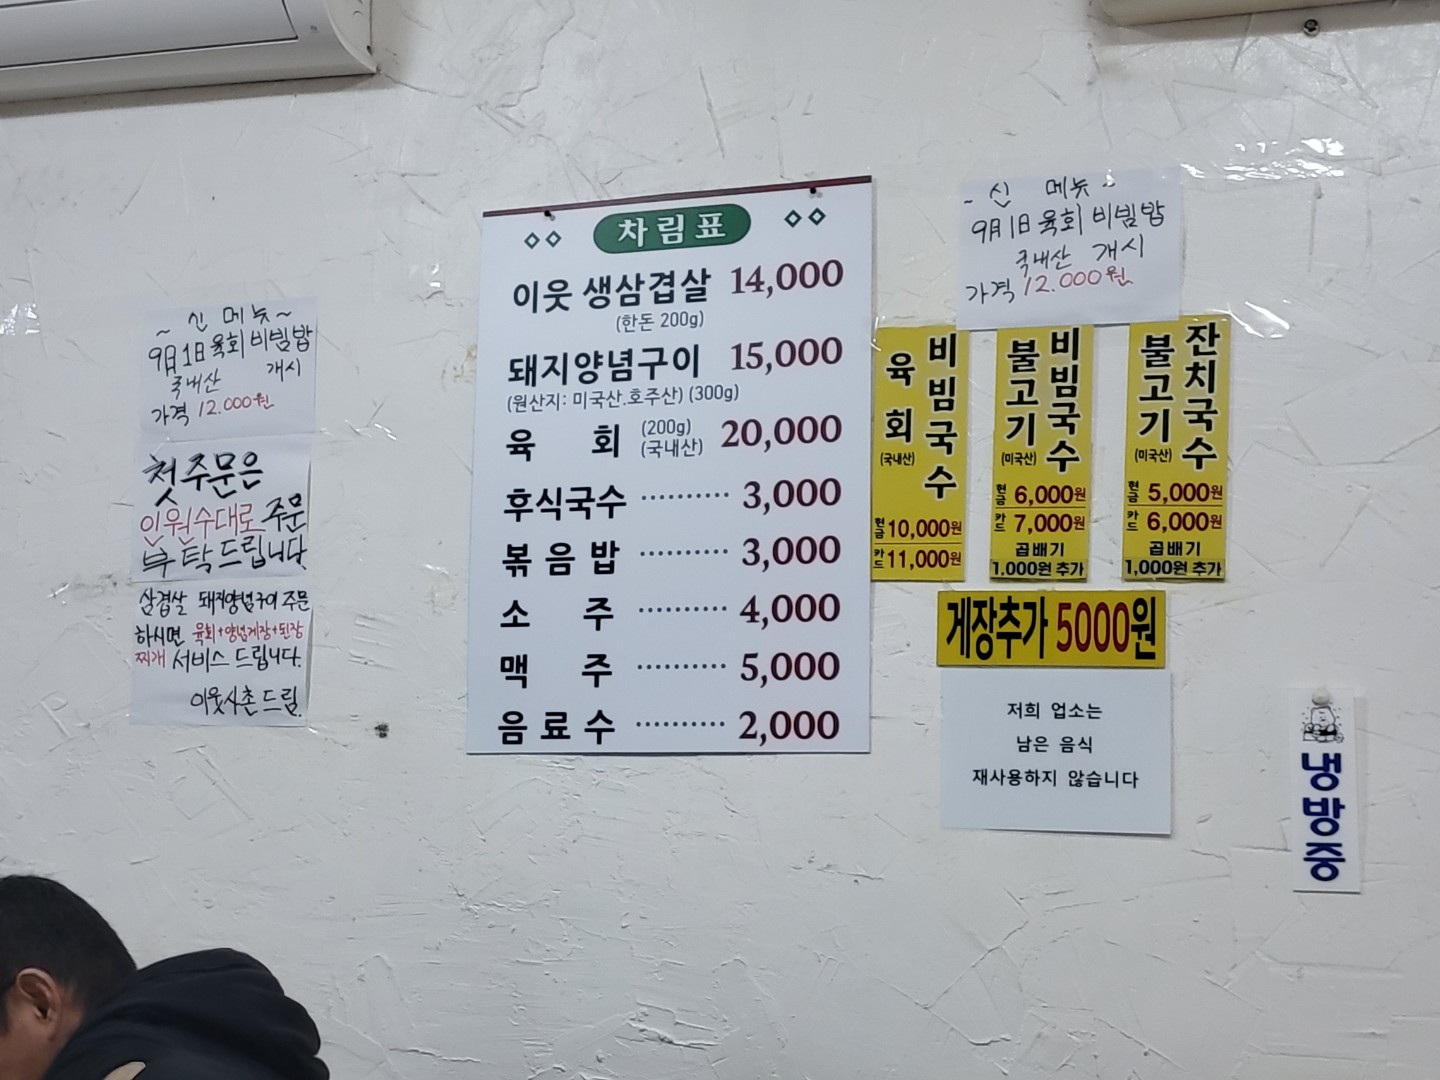 ~ 신 메뉴 ~
9月1日 육회 비빔밥
국내산 개시
가격 12.000원
첫 주문은
인원수대로 주문
부탁드립니다
삼겹살 돼지양념구이 주문
하시면 육회+양념게장+된장
찌개 서비스 드립니다.
이웃사촌 드림.
차림표
이웃 생삼겹살 14,000
(한돈 200g)
돼지양념구이 15,000
(원산지: 미국산.호주산) (300g)
육 회 (200g) (국내산) 20,000
후식국수 ·········· 3,000
볶음밥 ·········· 3,000
소 주 ·········· 4,000
맥 주 ·········· 5,000
음료수 ·········· 2,000
~ 신 메뉴 ~
9月1日 육회 비빔밥
국내산 개시
가격 12.000원
육회 비빔국수
(국내산)
현금 10,000원
카드 11,000원
불고기 비빔국수
(미국산)
현금 6,000원
카드 7,000원
곱배기
1,000원 추가
불고기 잔치국수
(미국산)
현금 5,000원
카드 6,000원
곱배기
1,000원 추가
게장추가 5000원
저희 업소는
남은 음식
재사용하지 않습니다
냉방중